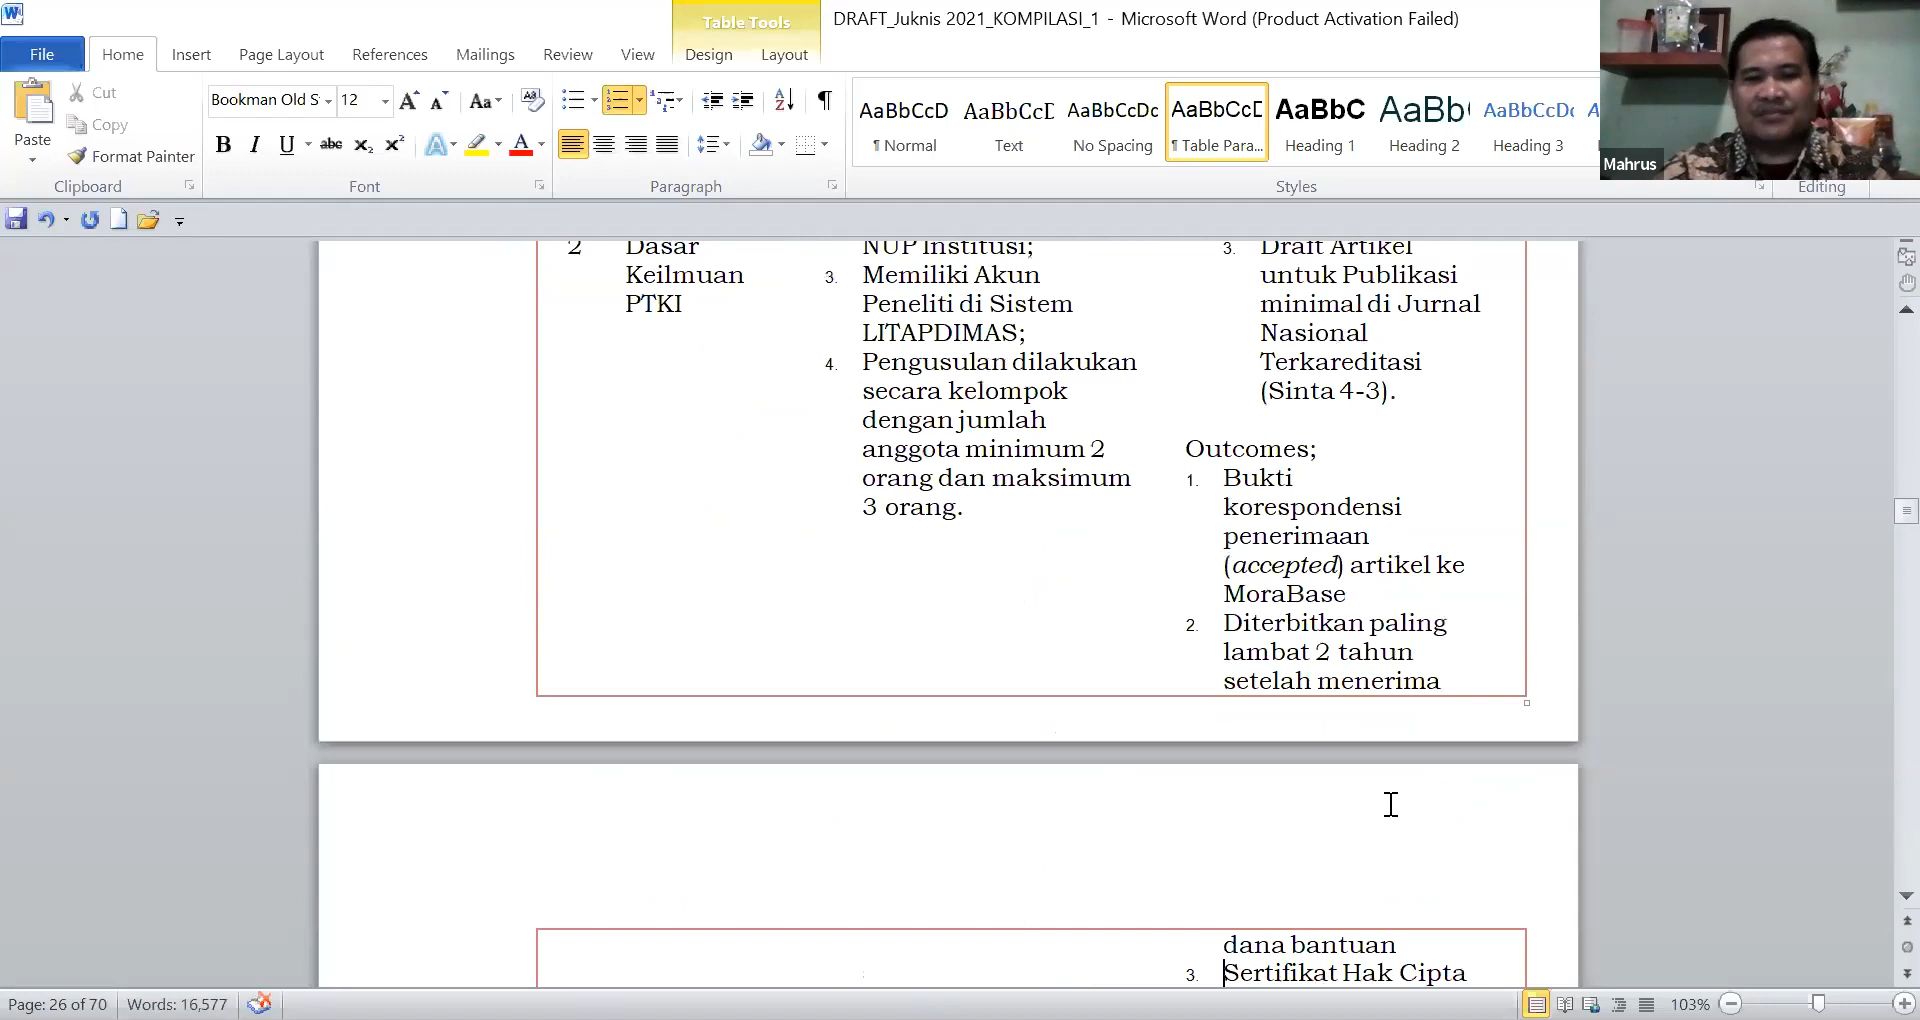 Table Tools
DRAFT_Juknis 2021_KOMPILASI_1 - Microsoft Word (Product Activation Failed)
File
Home
Insert
Page Layout
References
Mailings
Review
View
Design
Layout
Paste
Cut
Copy
Format Painter
Clipboard
Bookman Old S
12
Font
Paragraph
AaBbCcD
¶ Normal
AaBbCcD
Text
AaBbCcDc
No Spacing
AaBbCcD
¶ Table Para...
AaBbC
Heading 1
AaBb(
Heading 2
AaBbCcDc
Heading 3
Styles
Editing
Mahrus
2
Dasar
Keilmuan
PTKI
NUP Institusi;
3. Memiliki Akun
Peneliti di Sistem
LITAPDIMAS;
4. Pengusulan dilakukan
secara kelompok
dengan jumlah
anggota minimum 2
orang dan maksimum
3 orang.
3. Draft Artikel
untuk Publikasi
minimal di Jurnal
Nasional
Terkareditasi
(Sinta 4-3).
Outcomes;
1. Bukti
korespondensi
penerimaan
(accepted) artikel ke
MoraBase
2. Diterbitkan paling
lambat 2 tahun
setelah menerima
dana bantuan
3. Sertifikat Hak Cipta
Page: 26 of 70
Words: 16,577
103%